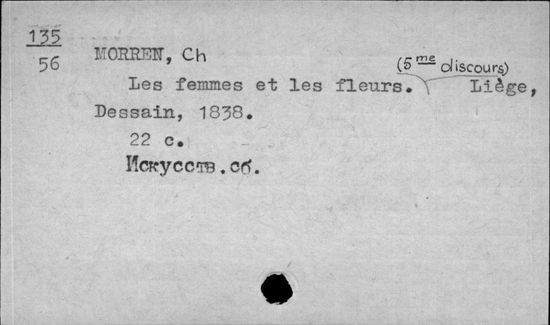 135
56
MORREN, Ch
(5me discours)
Les femmes et les fleurs. Liège,
Dessain, 1838.
22 с.
Искусств.сб.